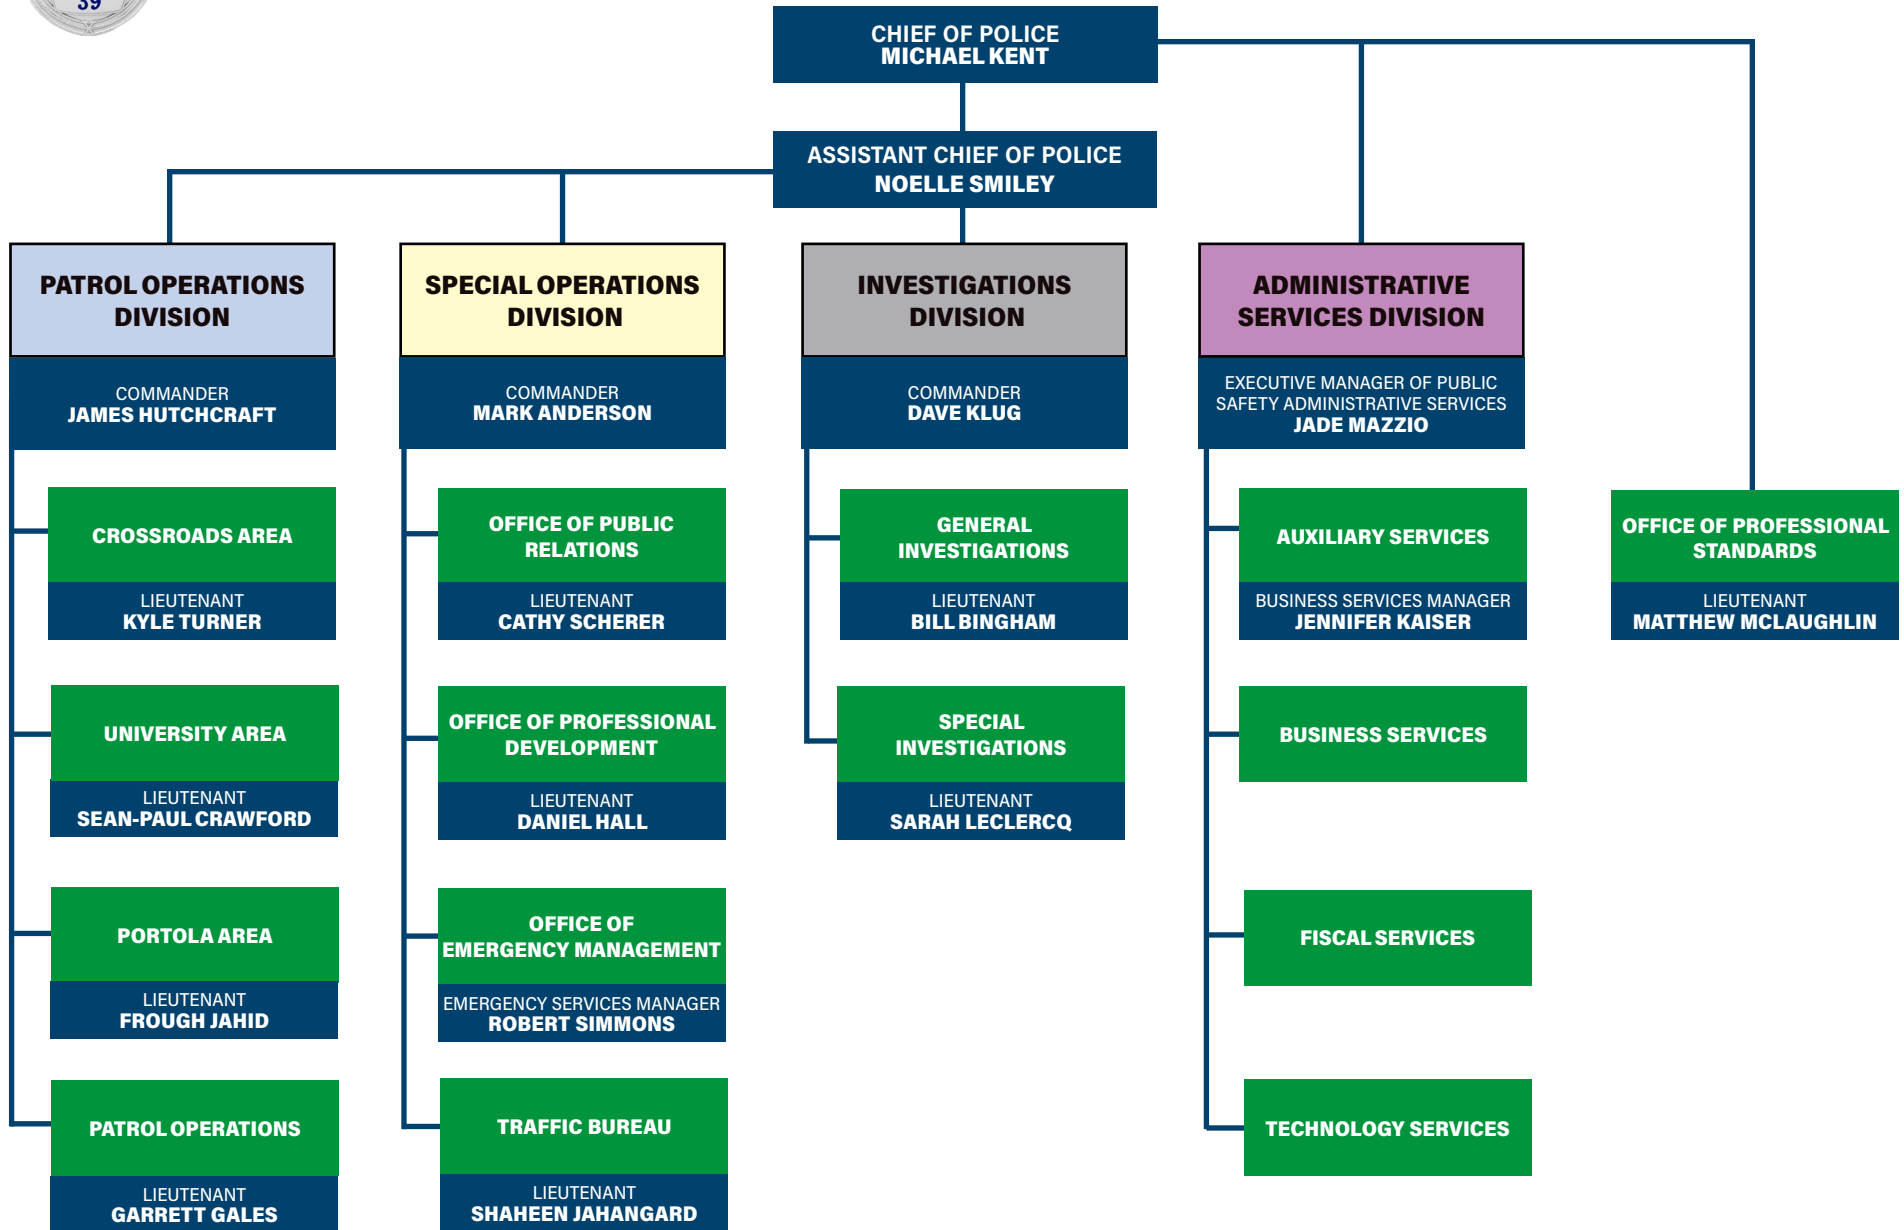 39
CHIEF OF POLICE
MICHAEL KENT
ASSISTANT CHIEF OF POLICE
NOELLE SMILEY
PATROL OPERATIONS
DIVISION
COMMANDER
JAMES HUTCHCRAFT
CROSSROADS AREA
LIEUTENANT
KYLE TURNER
UNIVERSITY AREA
LIEUTENANT
SEAN-PAUL CRAWFORD
PORTOLA AREA
LIEUTENANT
FROUGH JAHID
PATROL OPERATIONS
LIEUTENANT
GARRETT GALES
SPECIAL OPERATIONS
DIVISION
COMMANDER
MARK ANDERSON
OFFICE OF PUBLIC
RELATIONS
LIEUTENANT
CATHY SCHERER
OFFICE OF PROFESSIONAL
DEVELOPMENT
LIEUTENANT
DANIEL HALL
OFFICE OF
EMERGENCY MANAGEMENT
EMERGENCY SERVICES MANAGER
ROBERT SIMMONS
TRAFFIC BUREAU
LIEUTENANT
SHAHEEN JAHANGARD
INVESTIGATIONS
DIVISION
COMMANDER
DAVE KLUG
GENERAL
INVESTIGATIONS
LIEUTENANT
BILL BINGHAM
SPECIAL
INVESTIGATIONS
LIEUTENANT
SARAH LECLERCQ
ADMINISTRATIVE
SERVICES DIVISION
EXECUTIVE MANAGER OF PUBLIC
SAFETY ADMINISTRATIVE SERVICES
JADE MAZZIO
AUXILIARY SERVICES
BUSINESS SERVICES MANAGER
JENNIFER KAISER
BUSINESS SERVICES
FISCAL SERVICES
TECHNOLOGY SERVICES
OFFICE OF PROFESSIONAL
STANDARDS
LIEUTENANT
MATTHEW MCLAUGHLIN